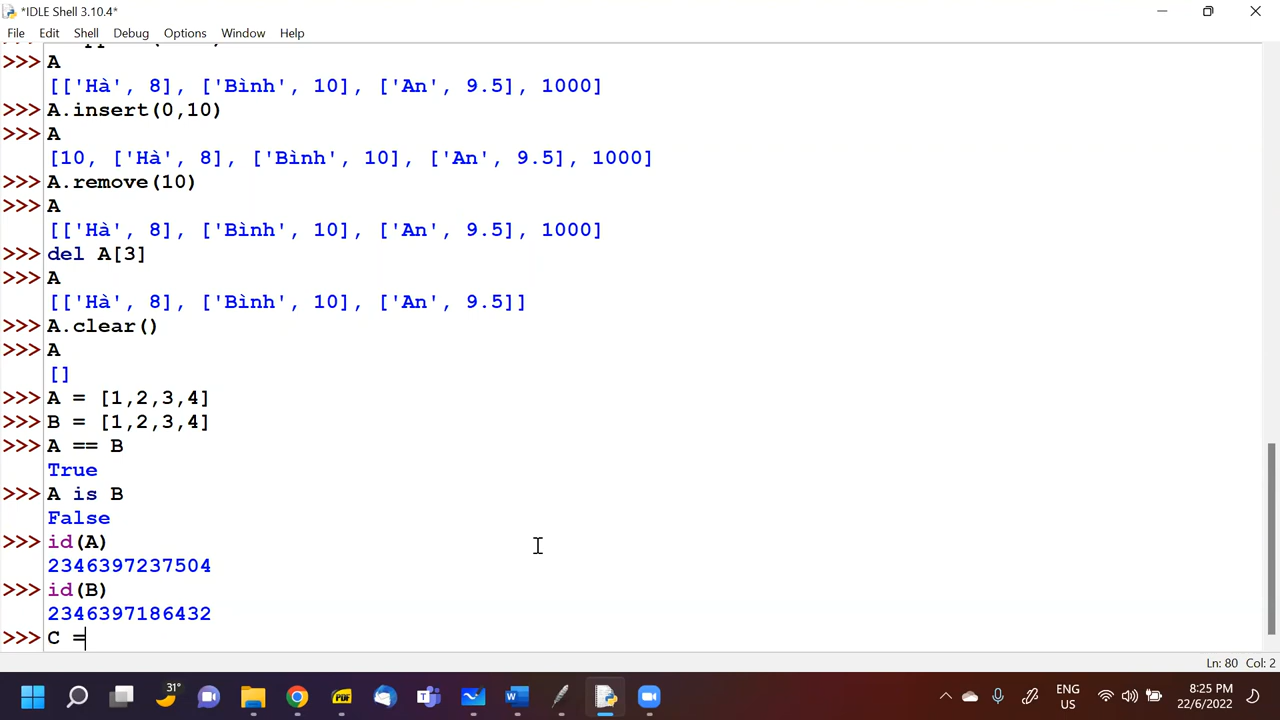 *IDLE Shell 3.10.4*
File Edit Shell Debug Options Window Help
>>> A
[['Hà', 8], ['Bình', 10], ['An', 9.5], 1000]
>>> A.insert(0,10)
>>> A
[10, ['Hà', 8], ['Bình', 10], ['An', 9.5], 1000]
>>> A.remove(10)
>>> A
[['Hà', 8], ['Bình', 10], ['An', 9.5], 1000]
>>> del A[3]
>>> A
[['Hà', 8], ['Bình', 10], ['An', 9.5]]
>>> A.clear()
>>> A
[]
>>> A = [1,2,3,4]
>>> B = [1,2,3,4]
>>> A == B
True
>>> A is B
False
>>> id(A)
2346397237504
>>> id(B)
2346397186432
>>> C =
Ln: 80 Col: 2
31°
PDF
ENG
US
8:25 PM
22/6/2022